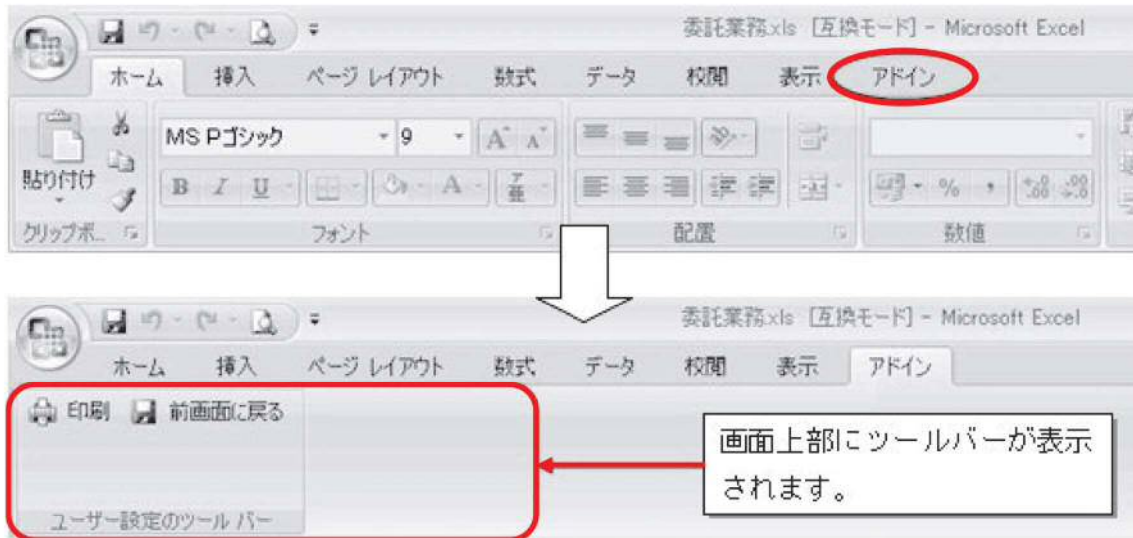 委託業務.xls [互換モード] - Microsoft Excel
ホーム 挿入 ページ レイアウト 数式 データ 校閲 表示 アドイン
MS Pゴシック 9 A A
貼り付け B I U A ア亜 % , .00
クリップボ... フォント 配置 数値
委託業務.xls [互換モード] - Microsoft Excel
ホーム 挿入 ページ レイアウト 数式 データ 校閲 表示 アドイン
印刷 前画面に戻る
画面上部にツールバーが表示
されます。
ユーザー設定のツール バー